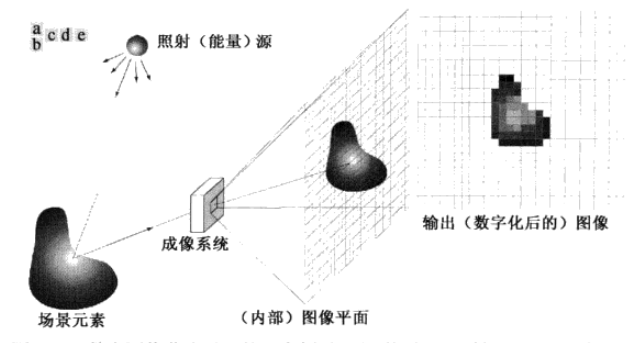 a
b c d e
照射（能量）源
成像系统
输出（数字化后的）图像
场景元素
（内部）图像平面